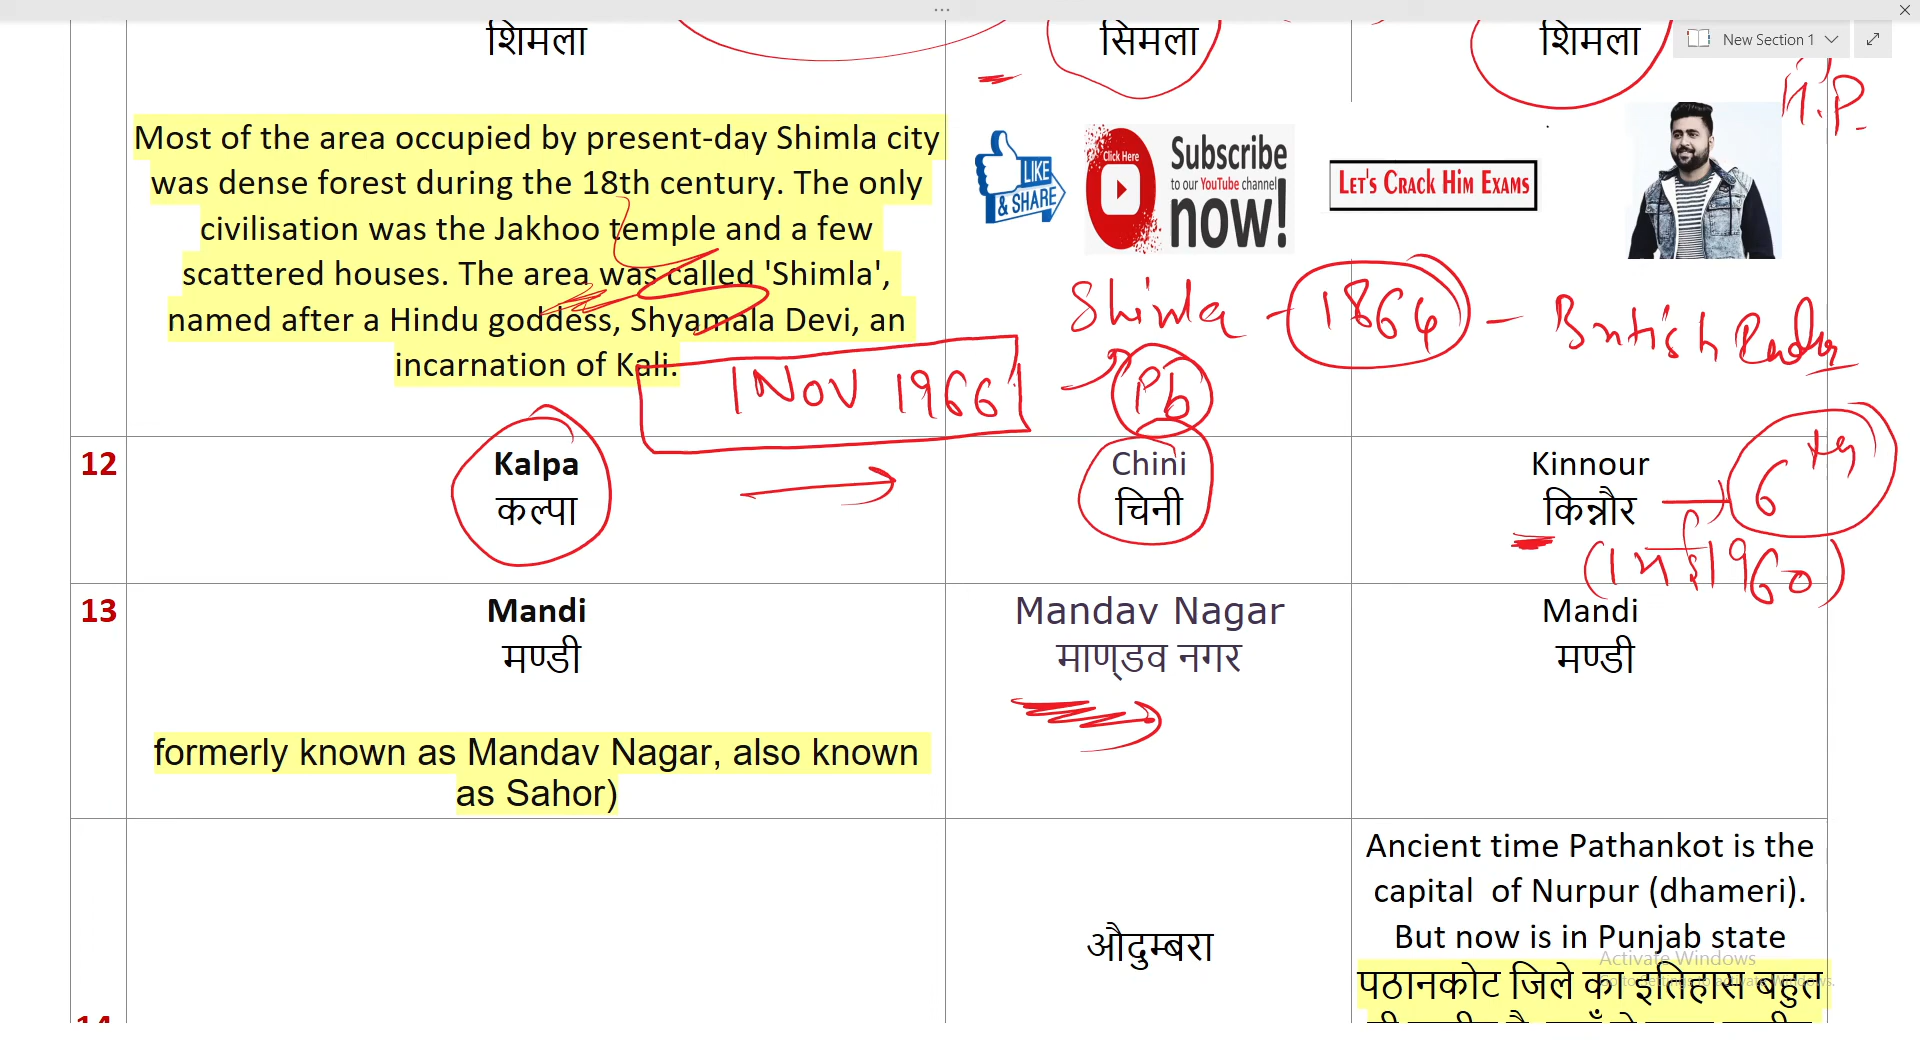 New Section 1
शिमला
सिमला
शिमला
H.P.
Most of the area occupied by present-day Shimla city
was dense forest during the 18th century. The only
civilisation was the Jakhoo temple and a few
scattered houses. The area was called 'Shimla',
named after a Hindu goddess, Shyamala Devi, an
incarnation of Kali.
LIKE
& SHARE
Click Here
Subscribe
to our YouTube channel
now!
LET'S CRACK HIM EXAMS
Shimla - 1864 - British
1 NOV 1966
Pb
12
Kalpa
कल्पा
Chini
चिनी
Kinnour
किन्नौर
6th
(1 मई 1960)
13
Mandi
मण्डी
Mandav Nagar
माण्डव नगर
Mandi
मण्डी
formerly known as Mandav Nagar, also known
as Sahor)
औदुम्बरा
Ancient time Pathankot is the
capital of Nurpur (dhameri).
But now is in Punjab state
Activate Windows
पठानकोट जिले का इतिहास बहुत